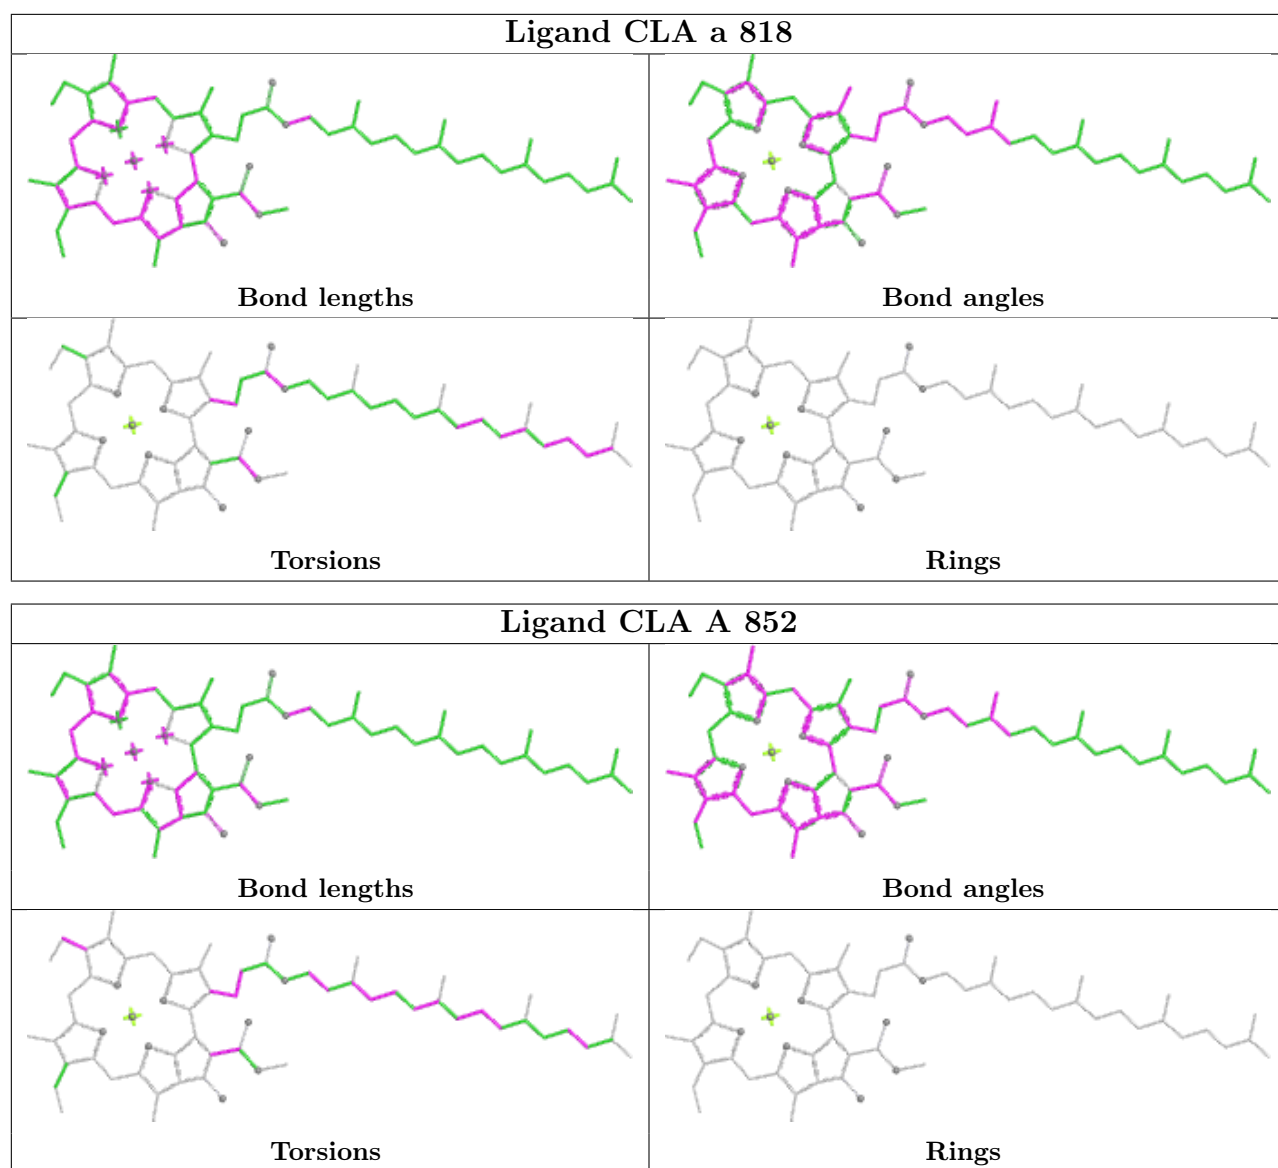 Ligand CLA a 818
Bond lengths
Bond angles
Torsions
Rings
Ligand CLA A 852
Bond lengths
Bond angles
Torsions
Rings